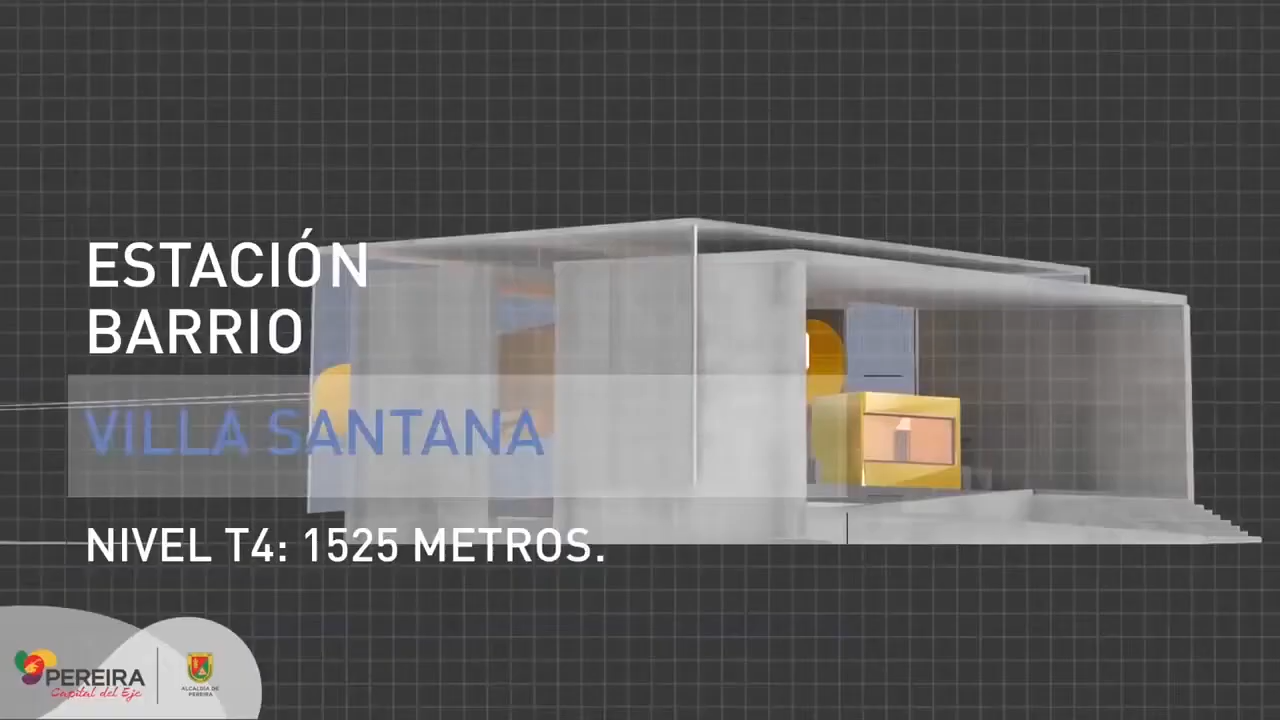 ESTACIÓN
BARRIO
VILLA SANTANA
NIVEL T4: 1525 METROS.
PEREIRA
Capital del Eje
ALCALDÍA DE
PEREIRA